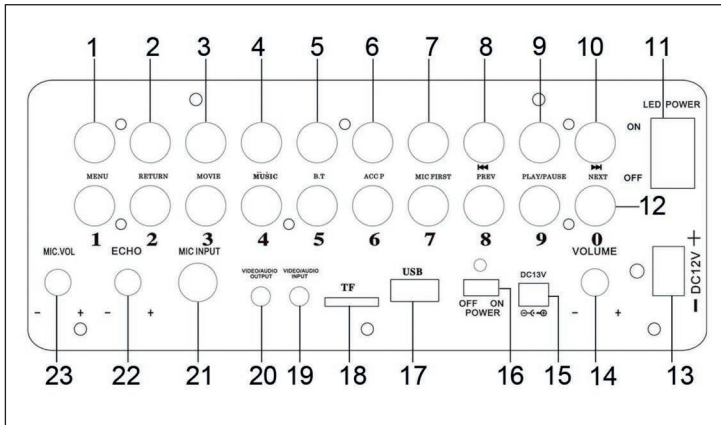 1 2 3 4 5 6 7 8 9 10 11
LED POWER
ON
MENU RETURN MOVIE MUSIC B.T ACC.P MIC FIRST PREV PLAY/PAUSE NEXT
OFF
12
1 2 3 4 5 6 7 8 9 0
MIC.VOL ECHO MIC INPUT VIDEO/AUDIO OUTPUT VIDEO/AUDIO INPUT TF USB OFF ON POWER DC13V VOLUME DC12V
- + - + - + + -
23 22 21 20 19 18 17 16 15 14 13